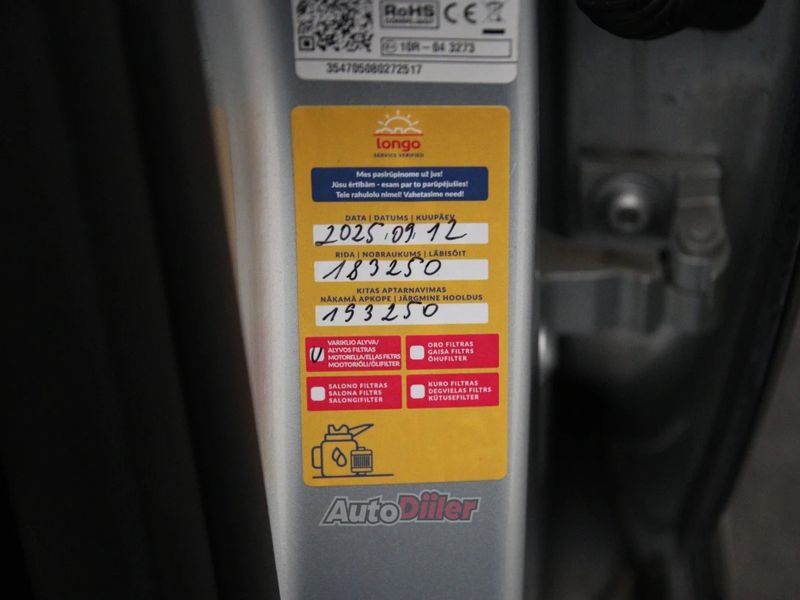 RoHS
CE
10R - 04 3273
354705080272517
longo
SERVICE VERIFIED
Mes pasirūpinome už jus!
Jūsu ērtībām - esam par to parūpējušies!
Teie rahulolu nimel! Vahetasime need!
DATA | DATUMS | KUUPÄEV
2025.09.12
RIDA | NOBRAUKUMS | LÄBISÕIT
183250
KITAS APTARNAVIMAS
NĀKAMĀ APKOPE | JÄRGMINE HOOLDUS
193250
VARIKLIO ALYVA/
ALYVOS FILTRAS
MOTORELLA/EĻĻAS FILTRS
MOOTORIÕLI/ÕLIFILTER
ORO FILTRAS
GAISA FILTRS
ÕHUFILTER
SALONO FILTRAS
SALONA FILTRS
SALONGIFILTER
KURO FILTRAS
DEGVIELAS FILTRS
KÜTUSEFILTER
AutoDiiler